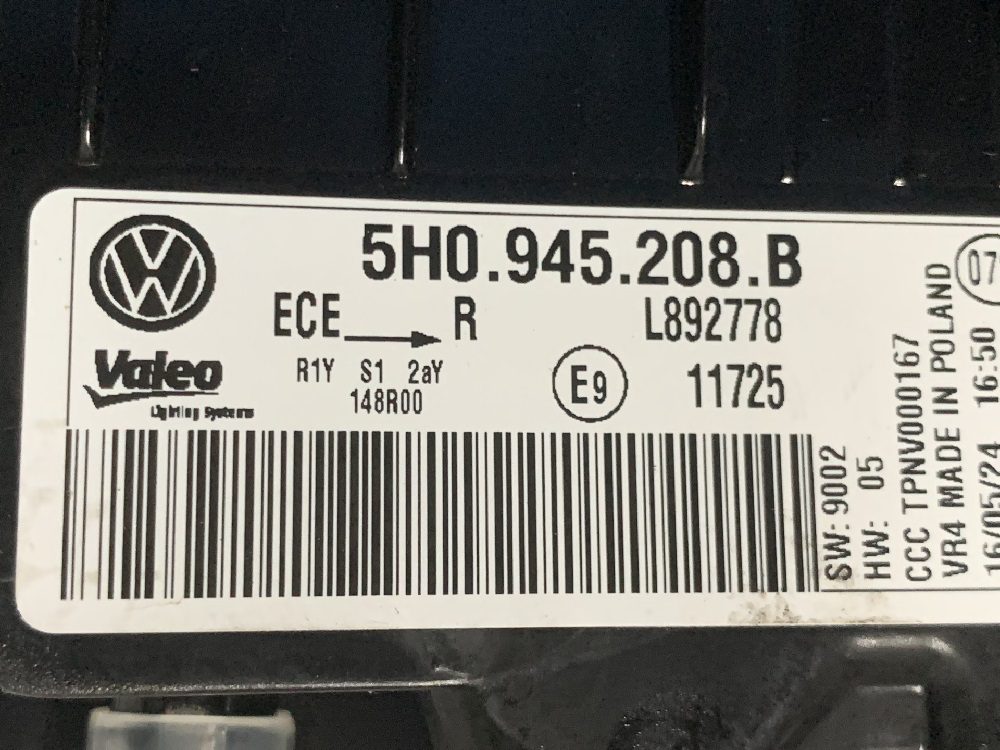 5H0.945.208.B
ECE R L892778
Valeo
Lighting Systems
R1Y S1 2aY
148R00
E9
11725
SW: 9002
HW: 05
CCC TPNV000167
VR4 MADE IN POLAND
16/05/24 16:50
07